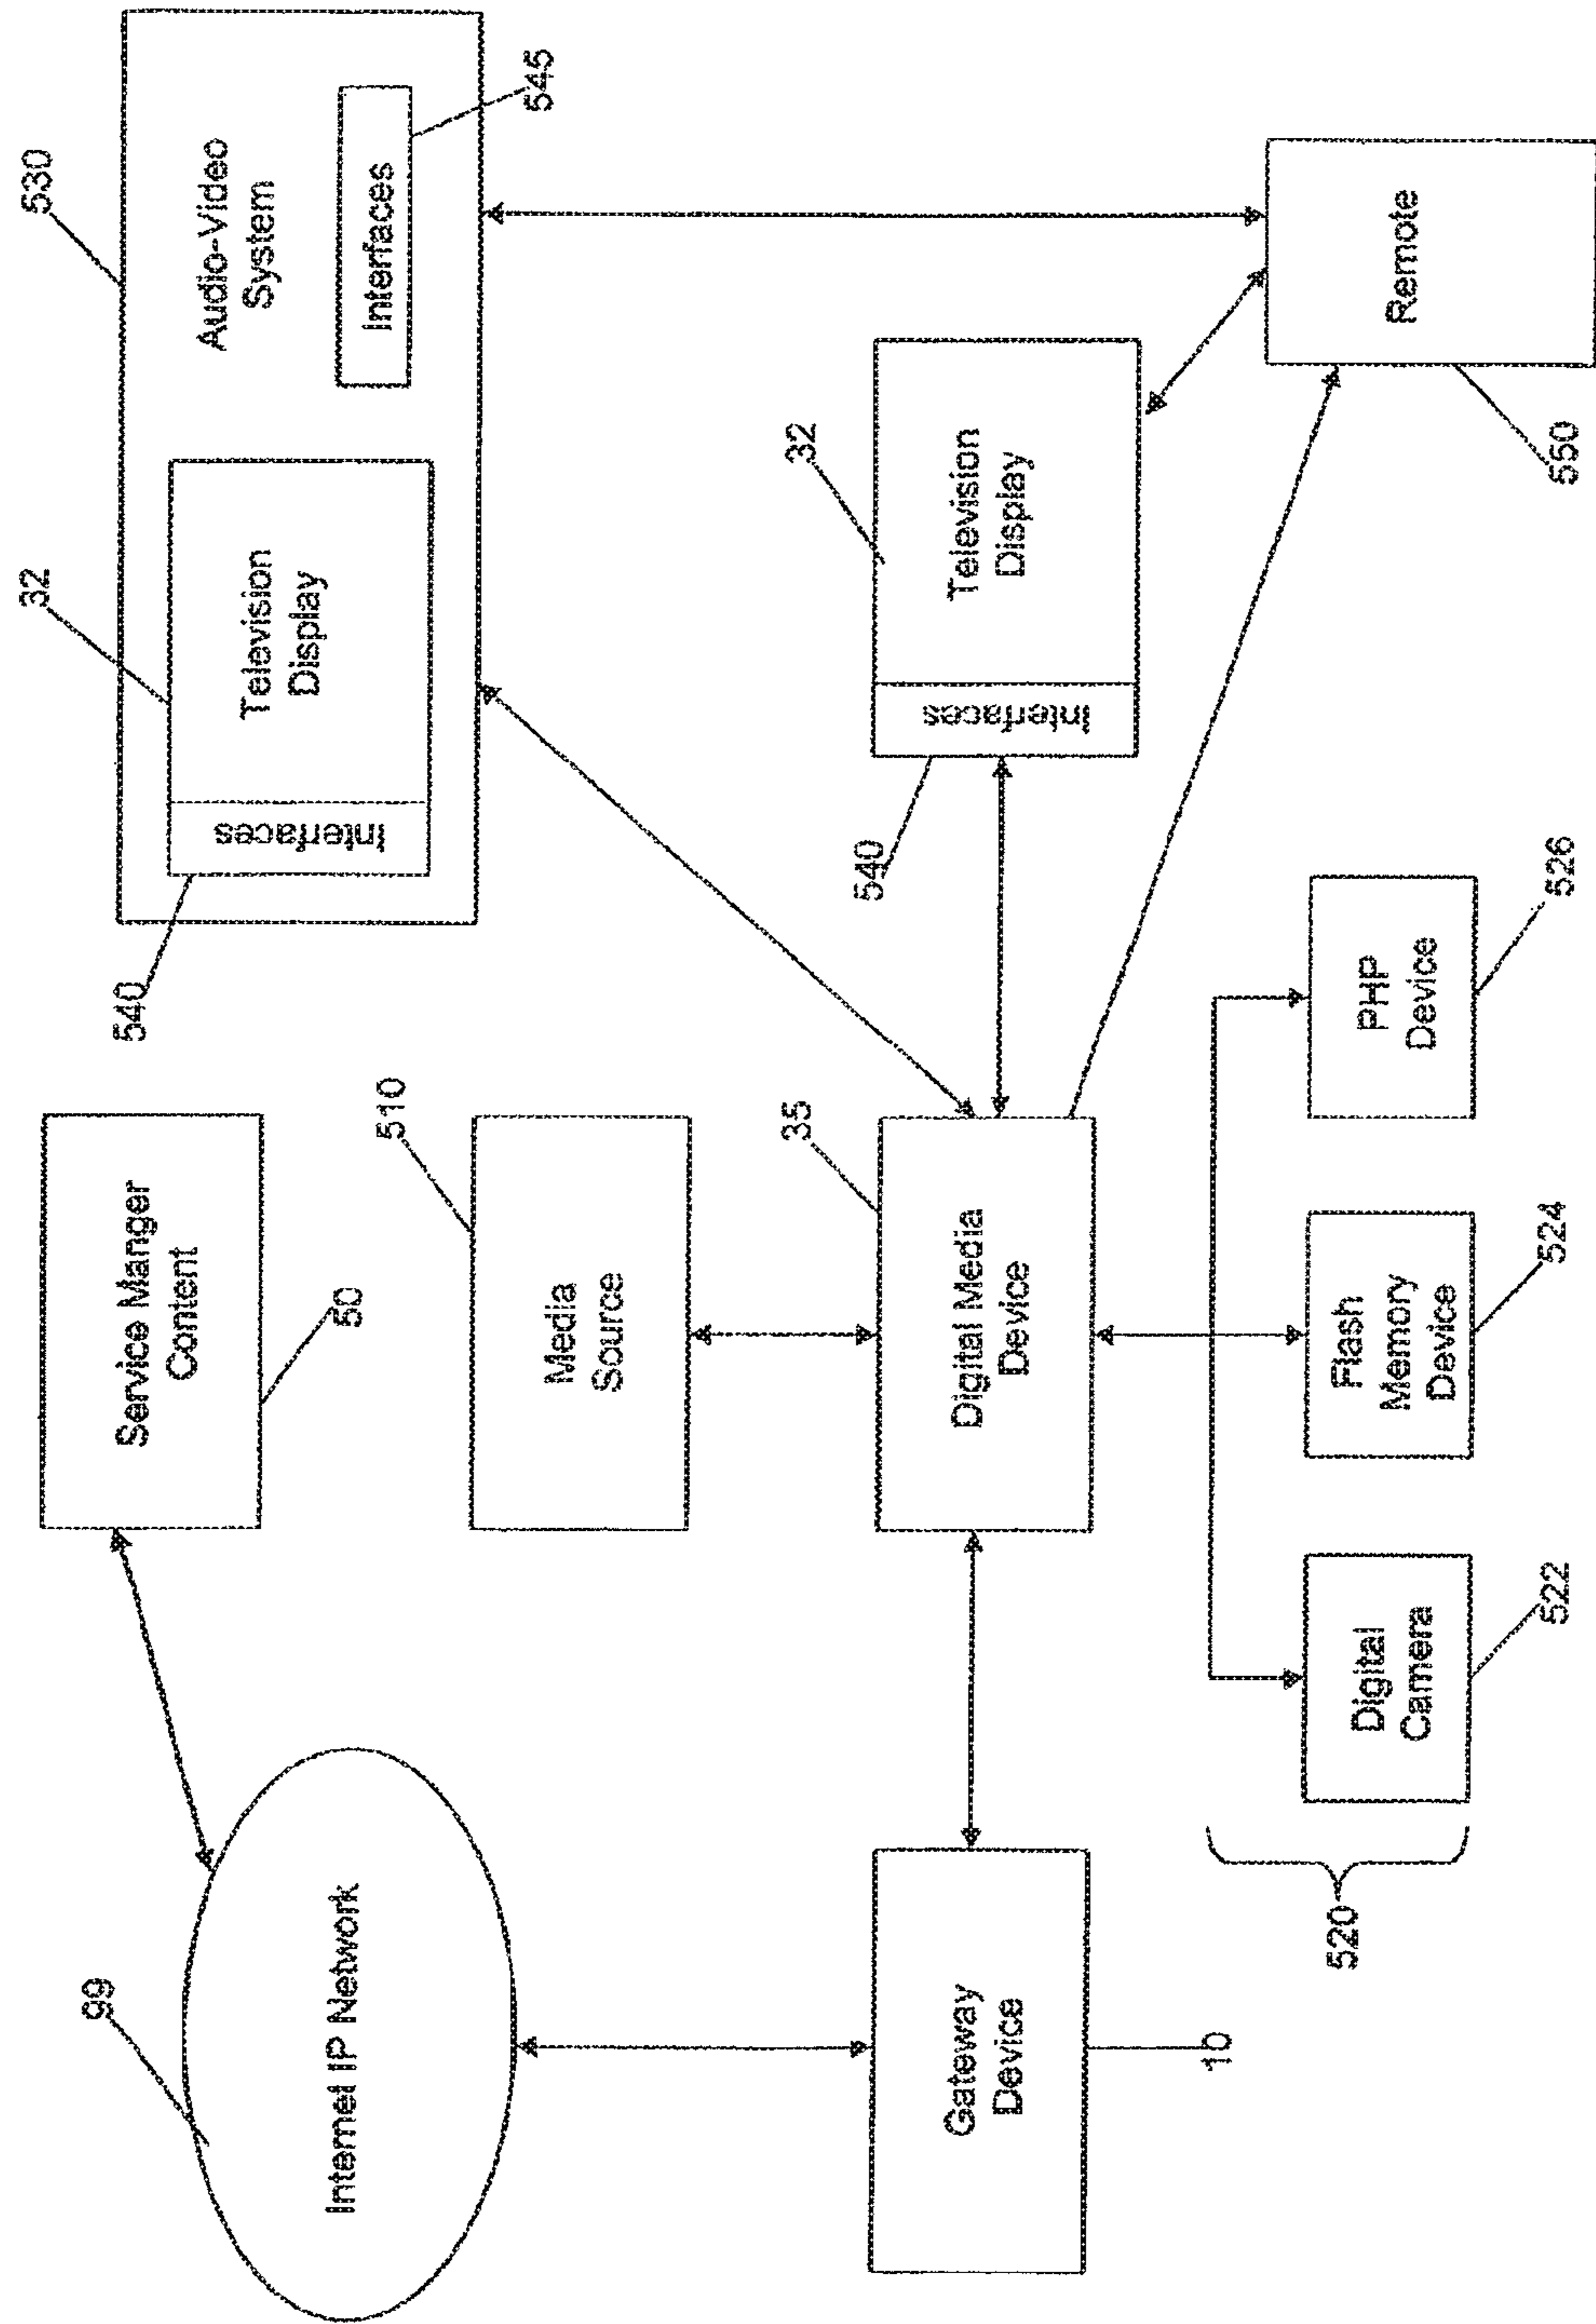 99
Internet IP Network
Service Manger
Content
50
530
32
Television
Display
Interfaces
540
Audio-Video
System
Interfaces
545
510
Media
Source
35
Digital Media
Device
Gateway
Device
10
32
Television
Display
Interfaces
540
Remote
550
520
Digital
Camera
522
Flash
Memory
Device
524
PHP
Device
526